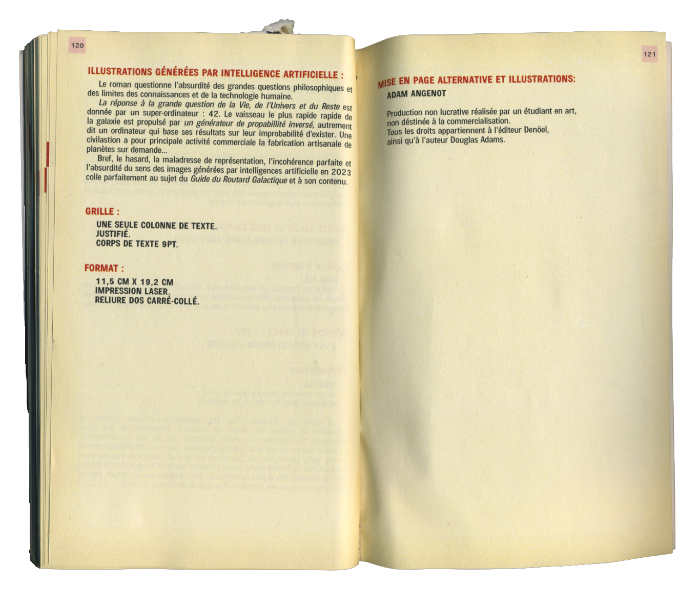 120
ILLUSTRATIONS GÉNÉRÉES PAR INTELLIGENCE ARTIFICIELLE :
Le roman questionne l'absurdité des grandes questions philosophiques et
des limites des connaissances et de la technologie humaine.
La réponse à la grande question de la Vie, de l'Univers et du Reste est
donnée par un super-ordinateur : 42. Le vaisseau le plus rapide rapide de
la galaxie est propulsé par un générateur de propabilité inversé, autrement
dit un ordinateur qui base ses résultats sur leur improbabilité d'exister. Une
civilastion a pour principale activité commerciale la fabrication artisanale de
planètes sur demande...
Bref, le hasard, la maladresse de représentation, l'incohérence parfaite et
l'absurdité du sens des images générées par intelligences artificielle en 2023
colle parfaitement au sujet du Guide du Routard Galactique et à son contenu.
GRILLE :
UNE SEULE COLONNE DE TEXTE.
JUSTIFIÉ.
CORPS DE TEXTE 9PT.
FORMAT :
11,5 CM X 19,2 CM
IMPRESSION LASER.
RELIURE DOS CARRÉ-COLLÉ.
121
MISE EN PAGE ALTERNATIVE ET ILLUSTRATIONS:
ADAM ANGENOT
Production non lucrative réalisée par un étudiant en art,
non déstinée à la commercialisation.
Tous les droits appartiennent à l'éditeur Denöel,
ainsi qu'à l'auteur Douglas Adams.